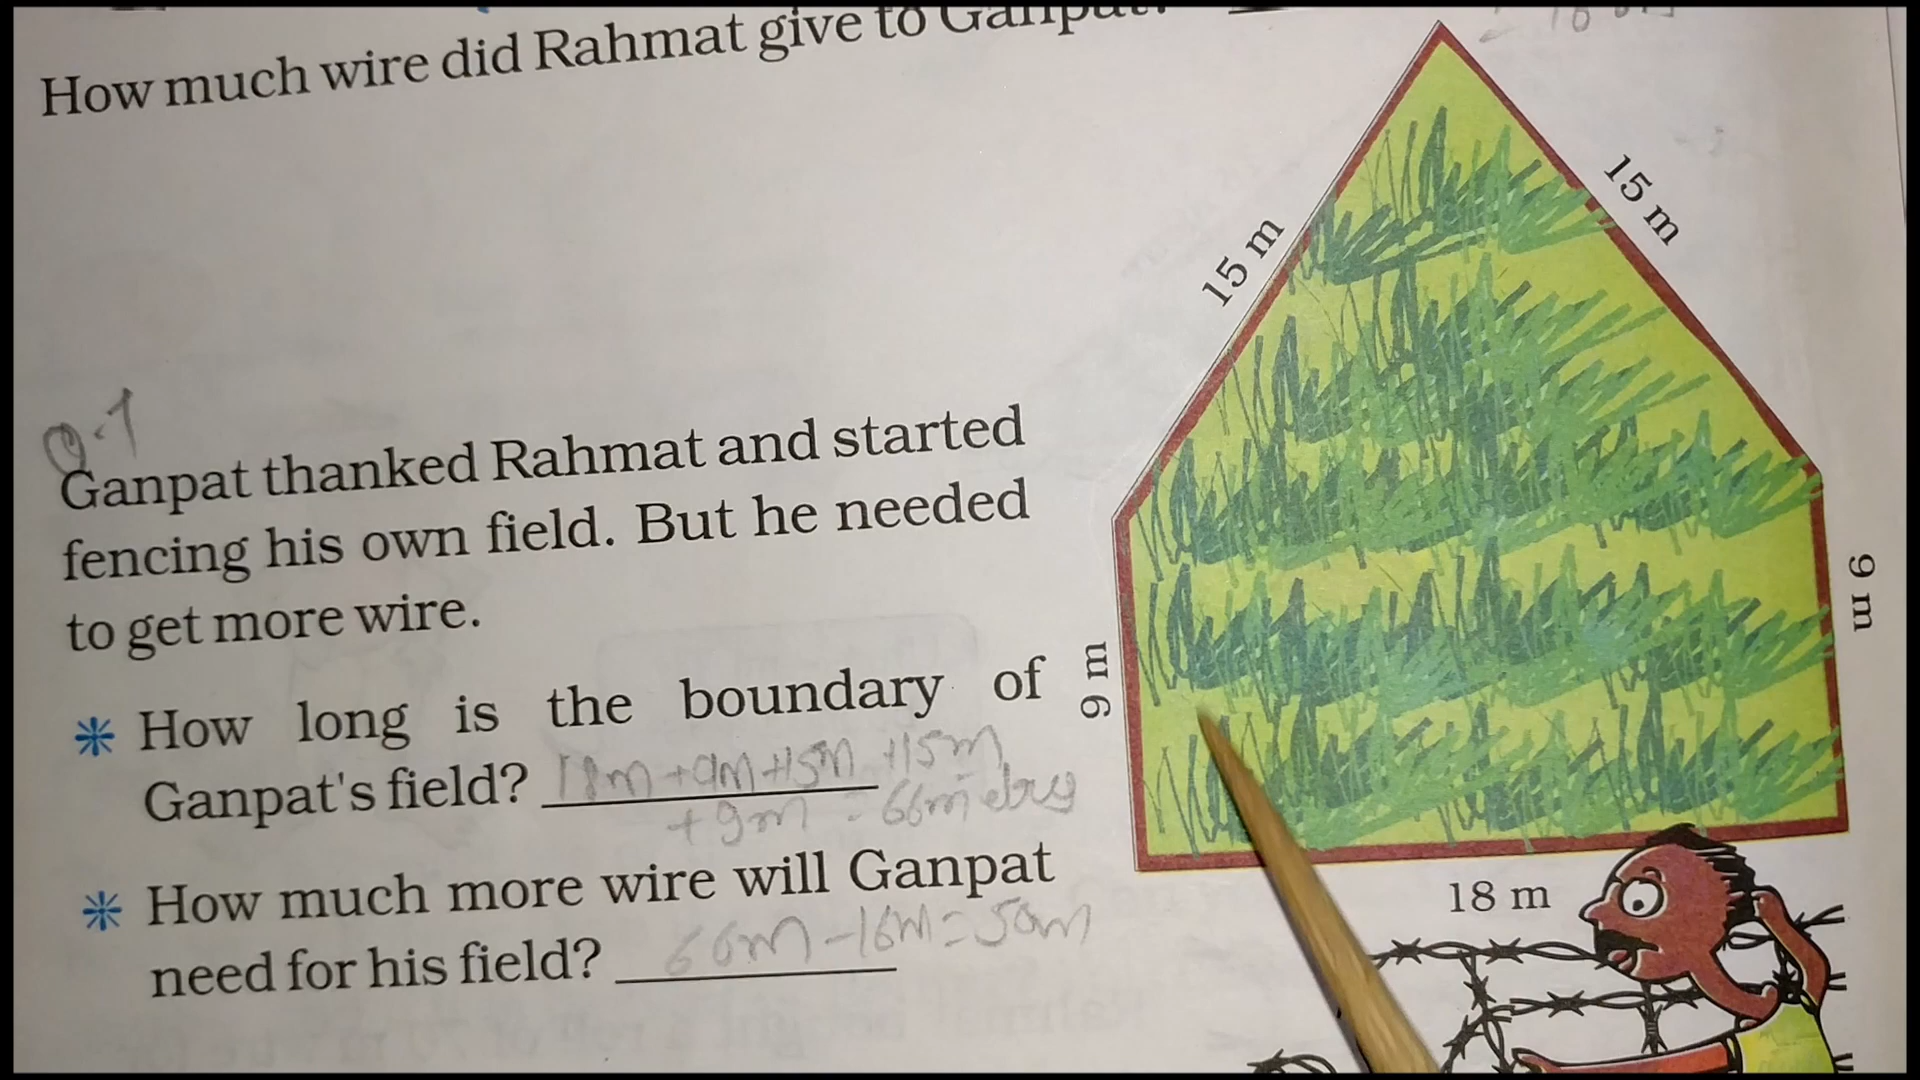 How much wire did Rahmat give to Ganpat?
15 m
15 m
Q.1
Ganpat thanked Rahmat and started
fencing his own field. But he needed
to get more wire.
9 m
9 m
How long is the boundary of
Ganpat's field? 18m + 9m + 15m + 15m
+ 9m = 66m
18 m
How much more wire will Ganpat
need for his field? 66m - 16m = 50m